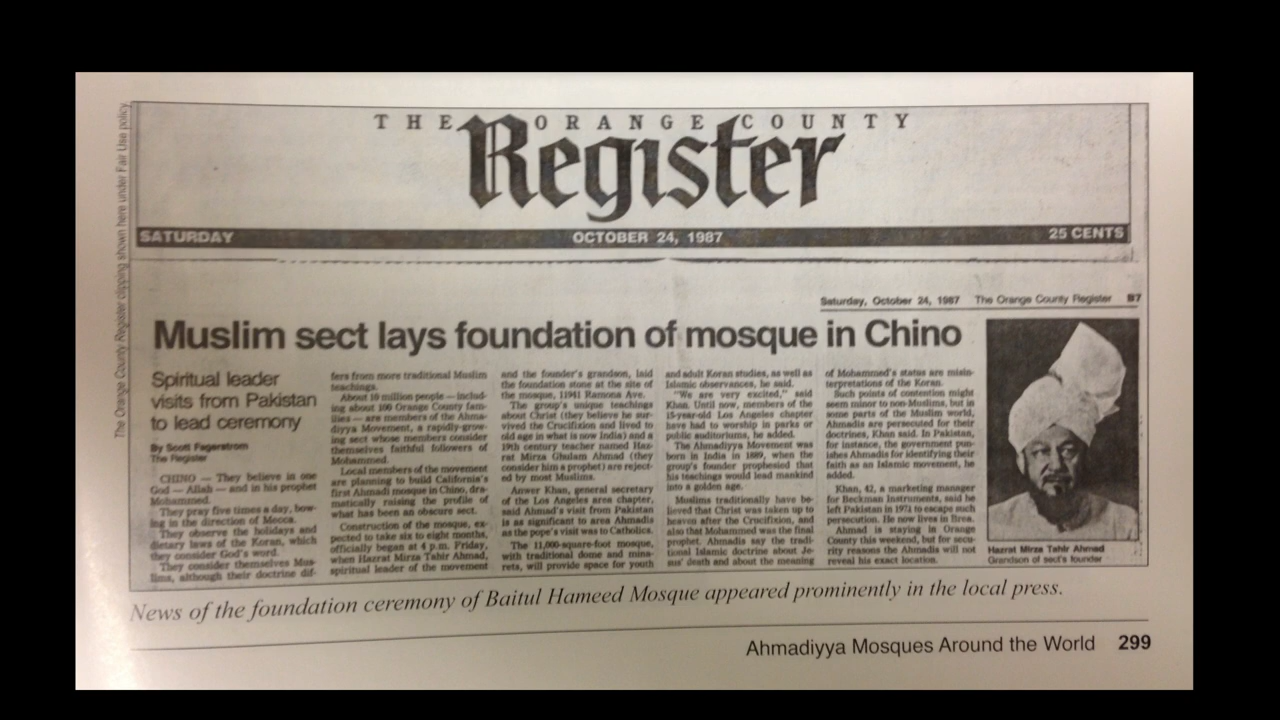 The Orange County Register clipping shown here under Fair Use policy.
THE ORANGE COUNTY
Register
SATURDAY OCTOBER 24, 1987 25 CENTS
Saturday, October 24, 1987 The Orange County Register B7
Muslim sect lays foundation of mosque in Chino
Spiritual leader
visits from Pakistan
to lead ceremony
By Scott Fagerstrom
The Register
CHINO — They believe in one
God — Allah — and in his prophet
Mohammed.
They pray five times a day, bow-
ing in the direction of Mecca.
They observe the holidays and
dietary laws of the Koran, which
they consider God's word.
They consider themselves Mus-
lims, although their doctrine dif-
fers from more traditional Muslim
teachings.
About 10 million people — includ-
ing about 100 Orange County fam-
ilies — are members of the Ahma-
diyya Movement, a rapidly-grow-
ing sect whose members consider
themselves faithful followers of
Mohammed.
Local members of the movement
are planning to build California's
first Ahmadi mosque in Chino, dra-
matically raising the profile of
what has been an obscure sect.
Construction of the mosque, ex-
pected to take six to eight months,
officially began at 4 p.m. Friday,
when Hazrat Mirza Tahir Ahmad,
spiritual leader of the movement
and the founder's grandson, laid
the foundation stone at the site of
the mosque, 11941 Ramona Ave.
The group's unique teachings
about Christ (they believe he sur-
vived the Crucifixion and lived to
old age in what is now India) and a
19th century teacher named Haz-
rat Mirza Ghulam Ahmad (they
consider him a prophet) are reject-
ed by most Muslims.
Anwer Khan, general secretary
of the Los Angeles area chapter,
said Ahmad's visit from Pakistan
is as significant to area Ahmadis
as the pope's visit was to Catholics.
The 11,000-square-foot mosque,
with traditional dome and mina-
rets, will provide space for youth
and adult Koran studies, as well as
Islamic observances, he said.
"We are very excited," said
Khan. Until now, members of the
15-year-old Los Angeles chapter
have had to worship in parks or
public auditoriums, he added.
The Ahmadiyya Movement was
born in India in 1889, when the
group's founder prophesied that
his teachings would lead mankind
into a golden age.
Muslims traditionally have be-
lieved that Christ was taken up to
heaven after the Crucifixion, and
also that Mohammed was the final
prophet. Ahmadis say the tradi-
tional Islamic doctrine about Je-
sus' death and about the meaning
of Mohammed's status are misin-
terpretations of the Koran.
Such points of contention might
seem minor to non-Muslims, but in
some parts of the Muslim world,
Ahmadis are persecuted for their
doctrines, Khan said. In Pakistan,
for instance, the government pun-
ishes Ahmadis for identifying their
faith as an Islamic movement, he
added.
Khan, 42, a marketing manager
for Beckman Instruments, said he
left Pakistan in 1974 to escape such
persecution. He now lives in Brea.
Ahmad is staying in Orange
County this weekend, but for secu-
rity reasons the Ahmadis will not
reveal his exact location.
Hazrat Mirza Tahir Ahmad
Grandson of sect's founder
News of the foundation ceremony of Baitul Hameed Mosque appeared prominently in the local press.
Ahmadiyya Mosques Around the World 299